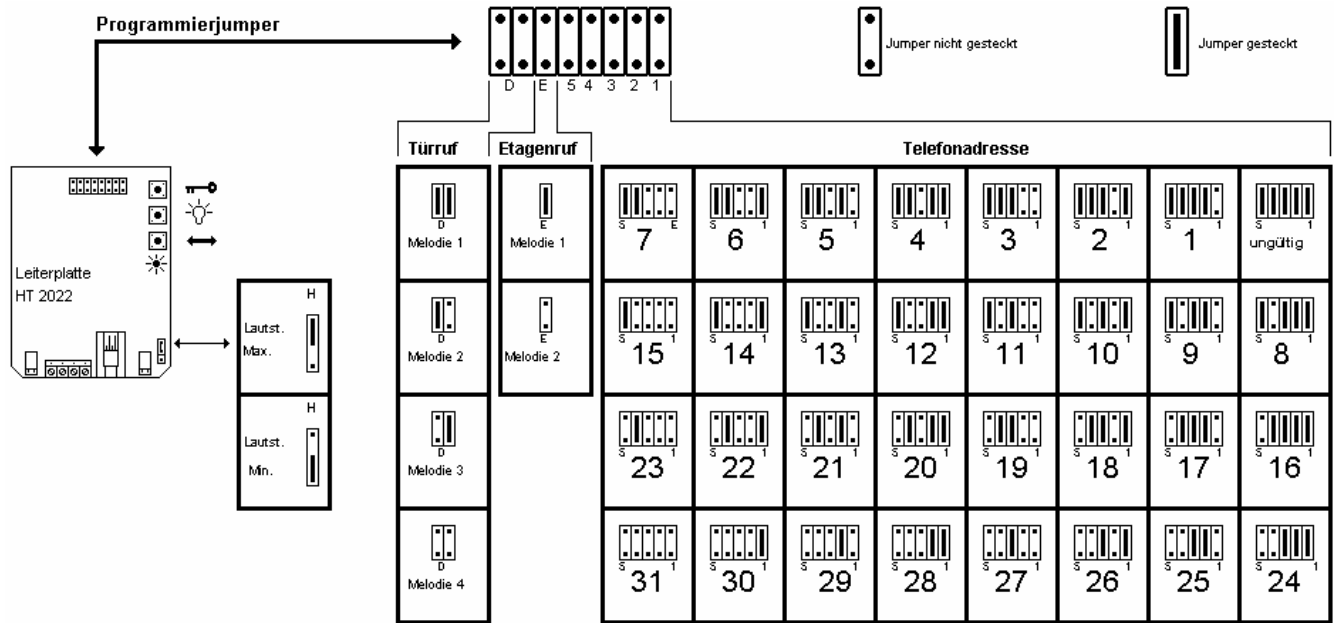 Programmierjumper
Jumper nicht gesteckt
Jumper gesteckt
D E 5 4 3 2 1
Türruf
Etagenruf
Telefonadresse
Leiterplatte
HT 2022
H
Lautst.
Max.
H
Lautst.
Min.
D
Melodie 1
E
Melodie 1
S E
7
S 1
6
S 1
5
S 1
4
S 1
3
S 1
2
S 1
1
S 1
ungültig
D
Melodie 2
E
Melodie 2
S 1
15
S 1
14
S 1
13
S 1
12
S 1
11
S 1
10
S 1
9
S 1
8
D
Melodie 3
S 1
23
S 1
22
S 1
21
S 1
20
S 1
19
S 1
18
S 1
17
S 1
16
D
Melodie 4
S 1
31
S 1
30
S 1
29
S 1
28
S 1
27
S 1
26
S 1
25
S 1
24